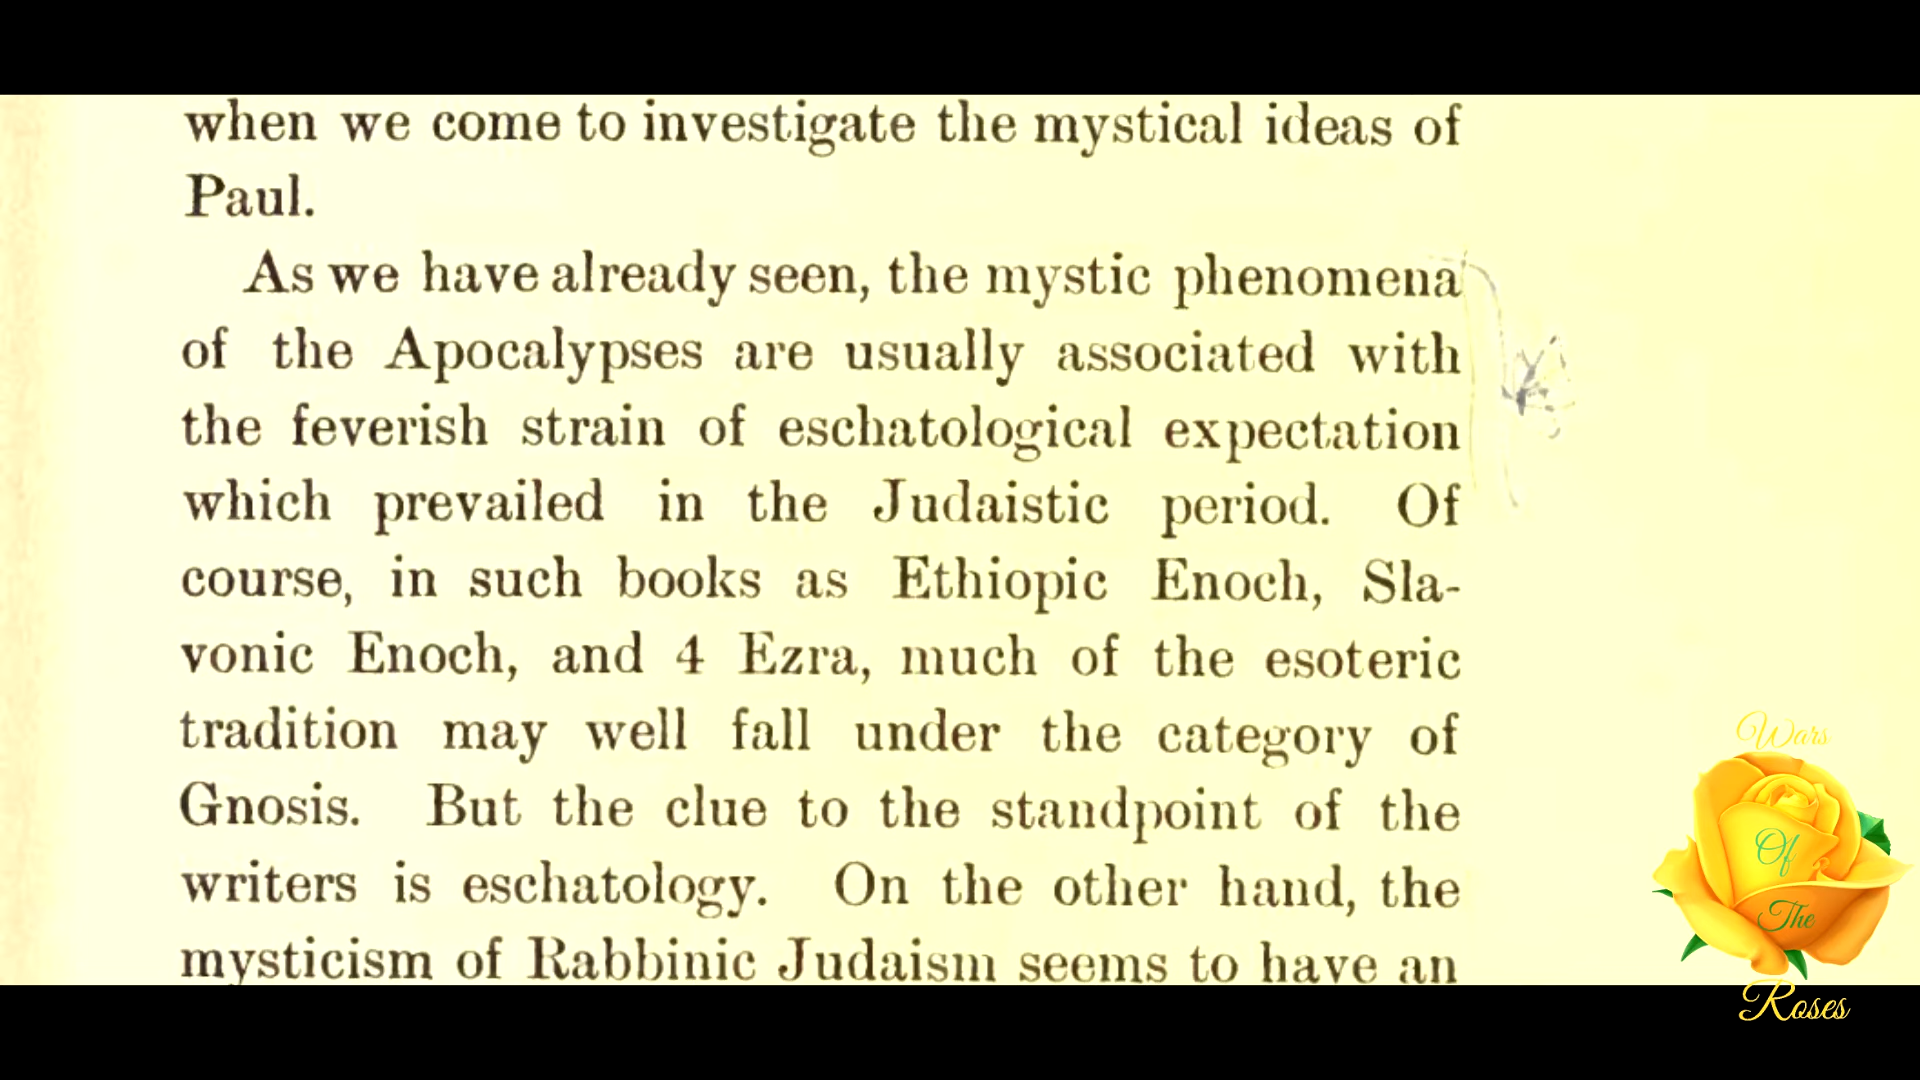 when we come to investigate the mystical ideas of
Paul.
As we have already seen, the mystic phenomena
of the Apocalypses are usually associated with
the feverish strain of eschatological expectation
which prevailed in the Judaistic period. Of
course, in such books as Ethiopic Enoch, Sla-
vonic Enoch, and 4 Ezra, much of the esoteric
tradition may well fall under the category of
Gnosis. But the clue to the standpoint of the
writers is eschatology. On the other hand, the
mysticism of Rabbinic Judaism seems to have an
Wars
Of
The
Roses